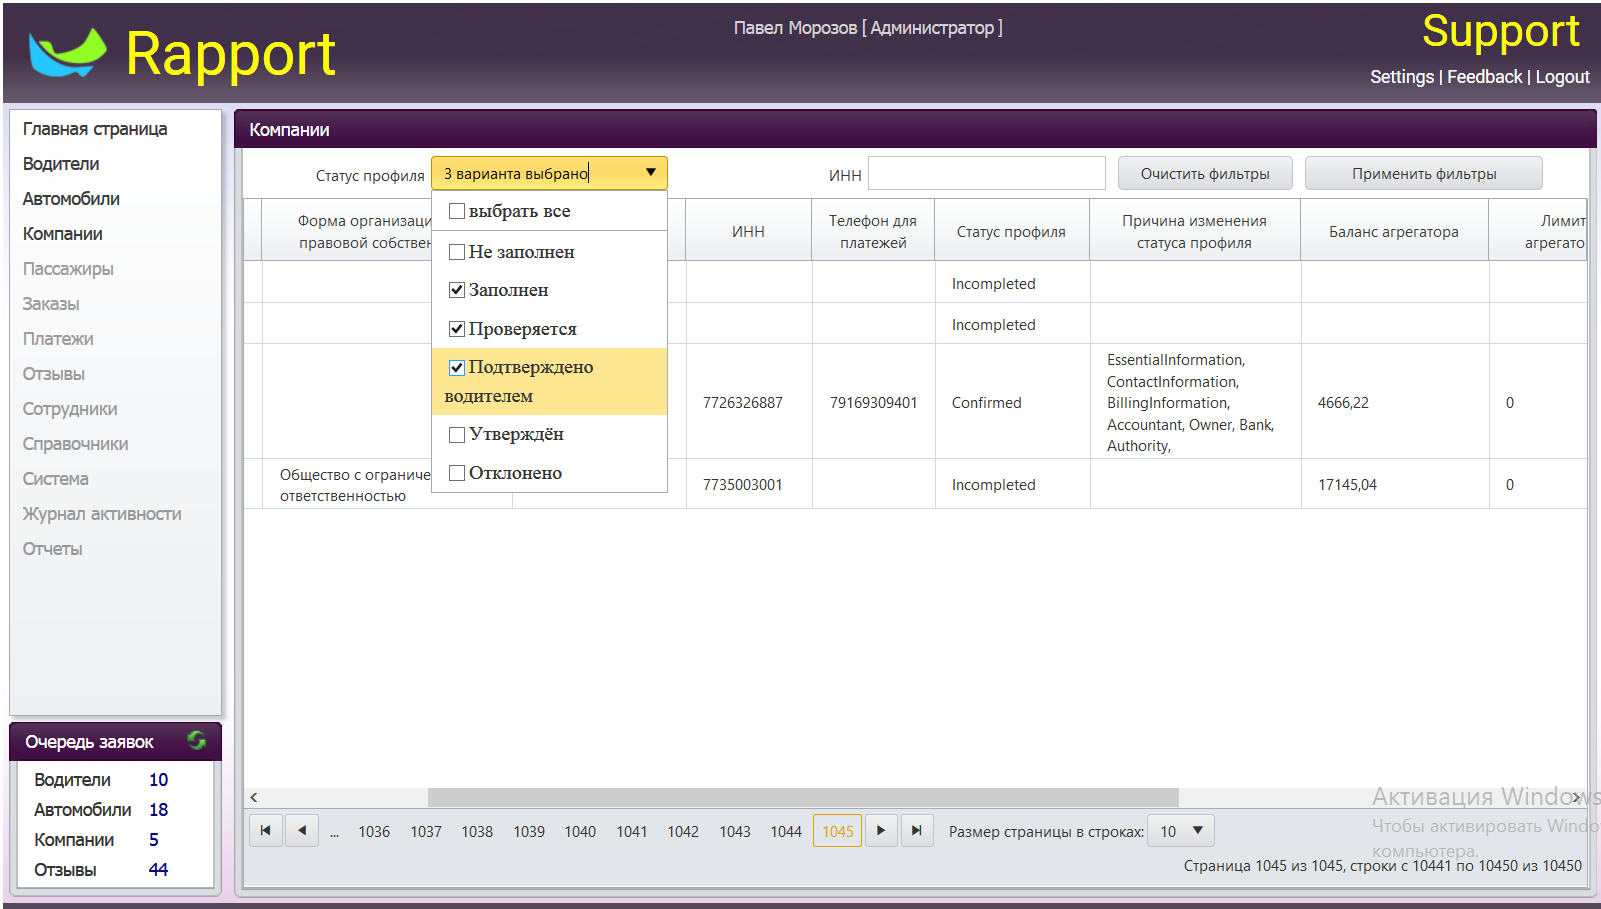 Rapport
Павел Морозов [ Администратор ]
Support
Settings | Feedback | Logout
Главная страница
Водители
Автомобили
Компании
Пассажиры
Заказы
Платежи
Отзывы
Сотрудники
Справочники
Система
Журнал активности
Отчеты
Очередь заявок
Водители 10
Автомобили 18
Компании 5
Отзывы 44
Компании
Статус профиля 3 варианта выбрано ИНН Очистить фильтры Применить фильтры
выбрать все
Не заполнен
Заполнен
Проверяется
Подтверждено
водителем
Утверждён
Отклонено
Форма организаци
правовой собствен
ИНН
Телефон для
платежей
Статус профиля
Причина изменения
статуса профиля
Баланс агрегатора
Лимит
агрегато
Incompleted
Incompleted
7726326887 79169309401 Confirmed
EssentialInformation,
ContactInformation,
BillingInformation,
Accountant, Owner, Bank,
Authority,
4666,22 0
Общество с ограниче
ответственностью
7735003001 Incompleted 17145,04 0
... 1036 1037 1038 1039 1040 1041 1042 1043 1044 1045 Размер страницы в строках: 10
Страница 1045 из 1045, строки с 10441 по 10450 из 10450
Активация Windows
Чтобы активировать Windo
компьютера.